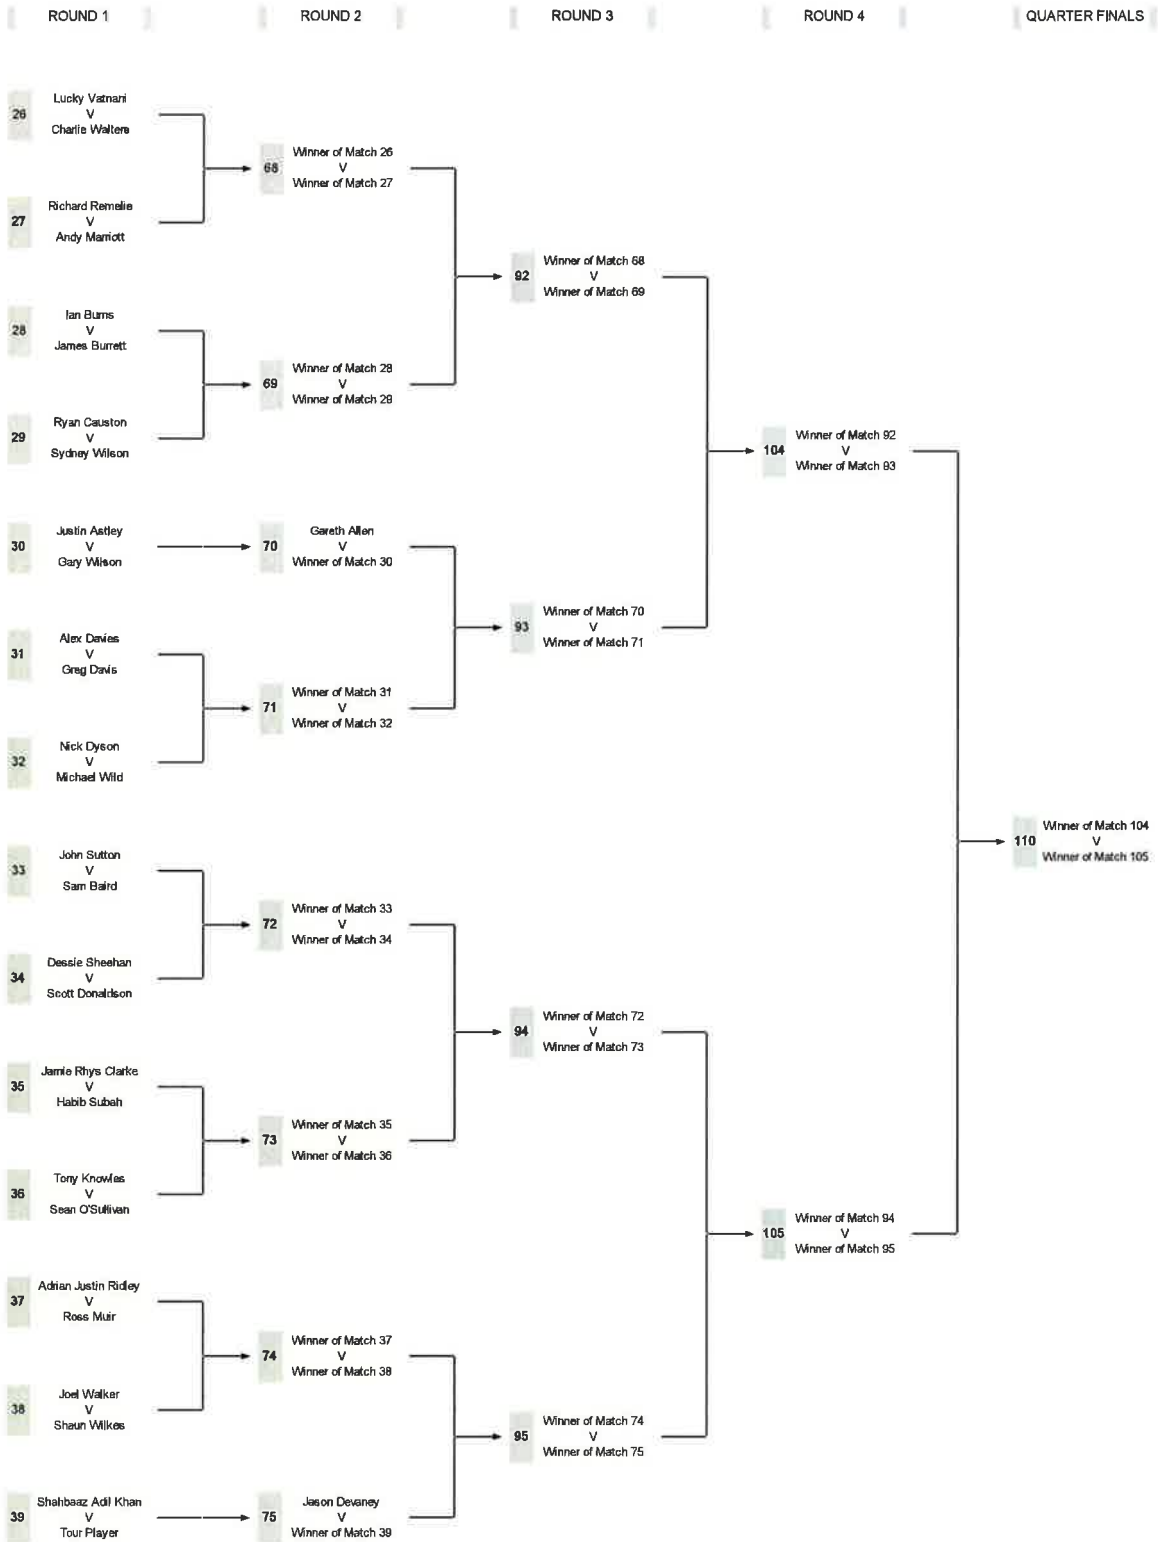 ROUND 1
ROUND 2
ROUND 3
ROUND 4
QUARTER FINALS
26
Lucky Vatnani
V
Charlie Walters
27
Richard Remelie
V
Andy Marriott
28
Ian Burns
V
James Burrett
29
Ryan Causton
V
Sydney Wilson
30
Justin Astley
V
Gary Wilson
31
Alex Davies
V
Greg Davis
32
Nick Dyson
V
Michael Wild
33
John Sutton
V
Sam Baird
34
Dessie Sheehan
V
Scott Donaldson
35
Jamie Rhys Clarke
V
Habib Subah
36
Tony Knowles
V
Sean O'Sullivan
37
Adrian Justin Ridley
V
Ross Muir
38
Joel Walker
V
Shaun Wilkes
39
Shahbaaz Adil Khan
V
Tour Player
68
Winner of Match 26
V
Winner of Match 27
69
Winner of Match 28
V
Winner of Match 29
70
Gareth Allen
V
Winner of Match 30
71
Winner of Match 31
V
Winner of Match 32
72
Winner of Match 33
V
Winner of Match 34
73
Winner of Match 35
V
Winner of Match 36
74
Winner of Match 37
V
Winner of Match 38
75
Jason Devaney
V
Winner of Match 39
92
Winner of Match 68
V
Winner of Match 69
93
Winner of Match 70
V
Winner of Match 71
94
Winner of Match 72
V
Winner of Match 73
95
Winner of Match 74
V
Winner of Match 75
104
Winner of Match 92
V
Winner of Match 93
105
Winner of Match 94
V
Winner of Match 95
110
Winner of Match 104
V
Winner of Match 105